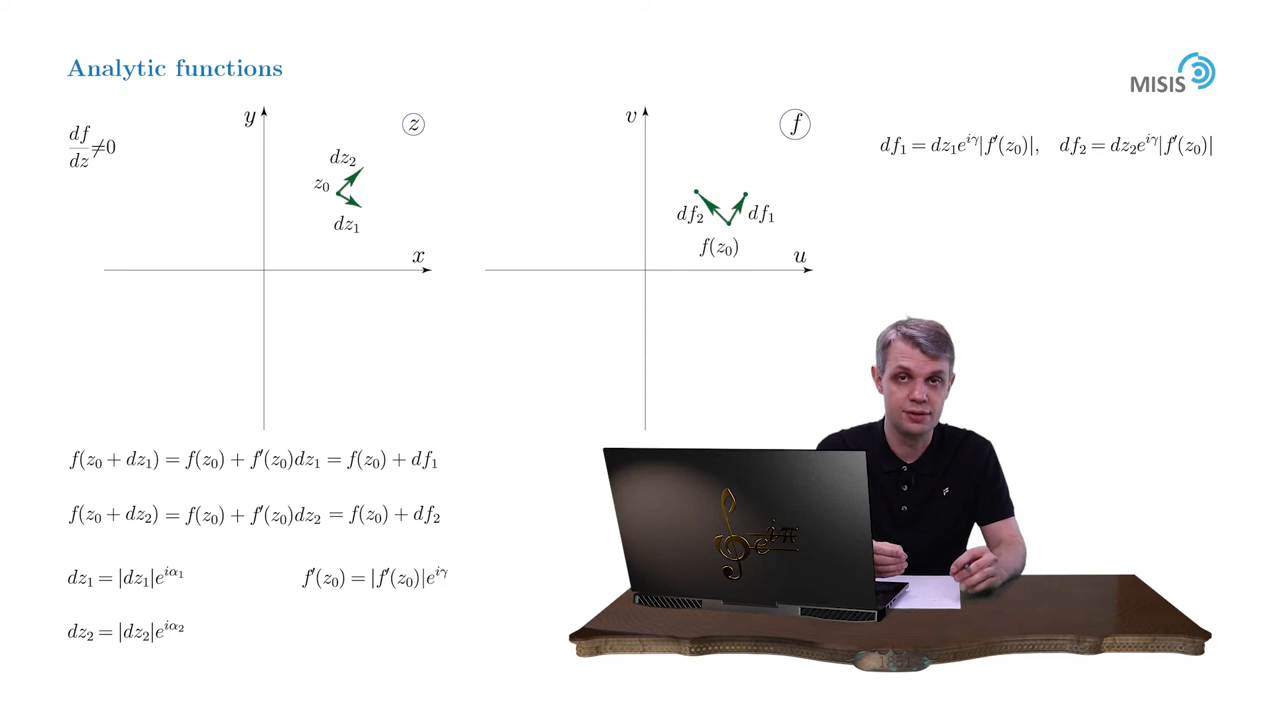 Analytic functions
MISIS
df/dz ≠ 0
y
z
dz₂
z₀
dz₁
x
v
f
df₂
df₁
f(z₀)
u
df₁ = dz₁e^{iγ}|f′(z₀)|, df₂ = dz₂e^{iγ}|f′(z₀)|
f(z₀ + dz₁) = f(z₀) + f′(z₀)dz₁ = f(z₀) + df₁
f(z₀ + dz₂) = f(z₀) + f′(z₀)dz₂ = f(z₀) + df₂
dz₁ = |dz₁|e^{iα₁} f′(z₀) = |f′(z₀)|e^{iγ}
dz₂ = |dz₂|e^{iα₂}
e^{iπ}